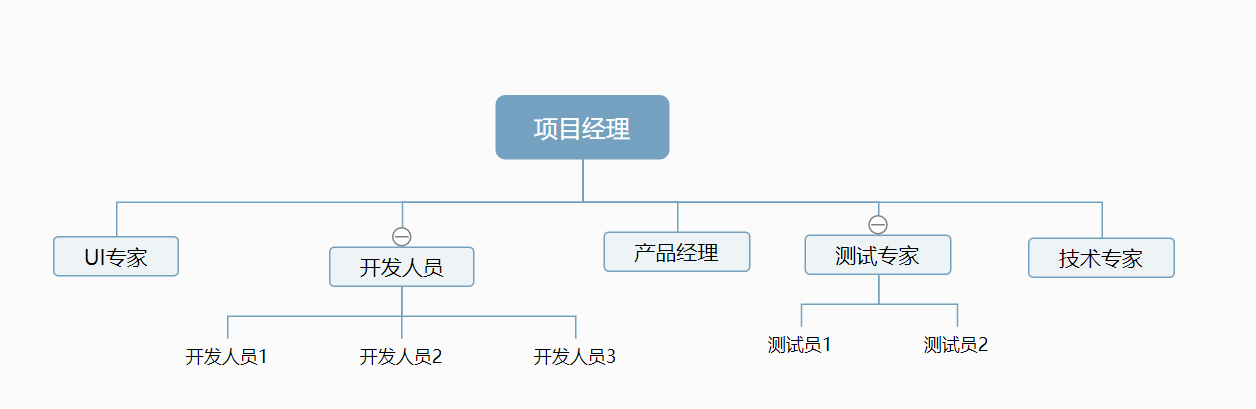 项目经理
UI专家
开发人员
产品经理
测试专家
技术专家
开发人员1
开发人员2
开发人员3
测试员1
测试员2